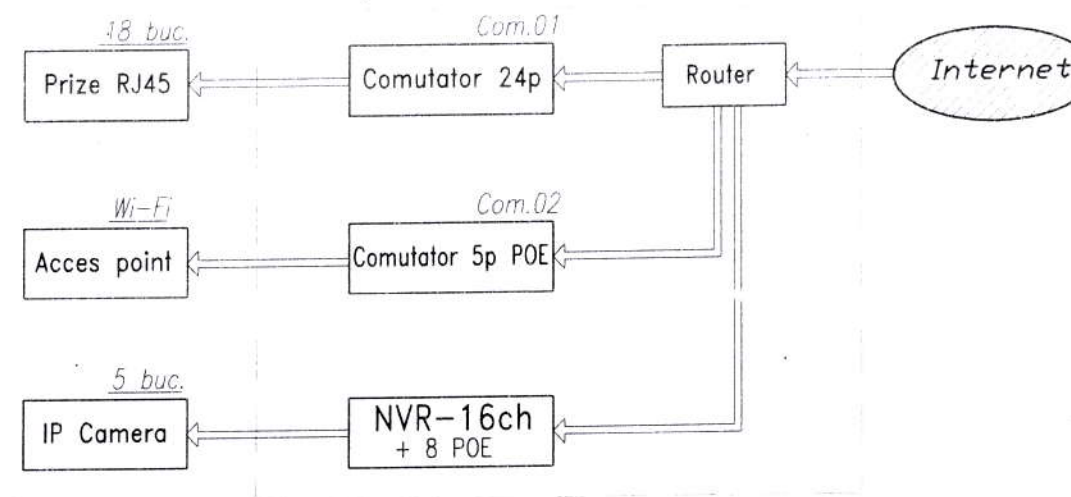 18 buc.
Com.01
Prize RJ45
Comutator 24p
Router
Internet
Wi-Fi
Com.02
Acces point
Comutator 5p POE
5 buc.
IP Camera
NVR-16ch
+ 8 POE